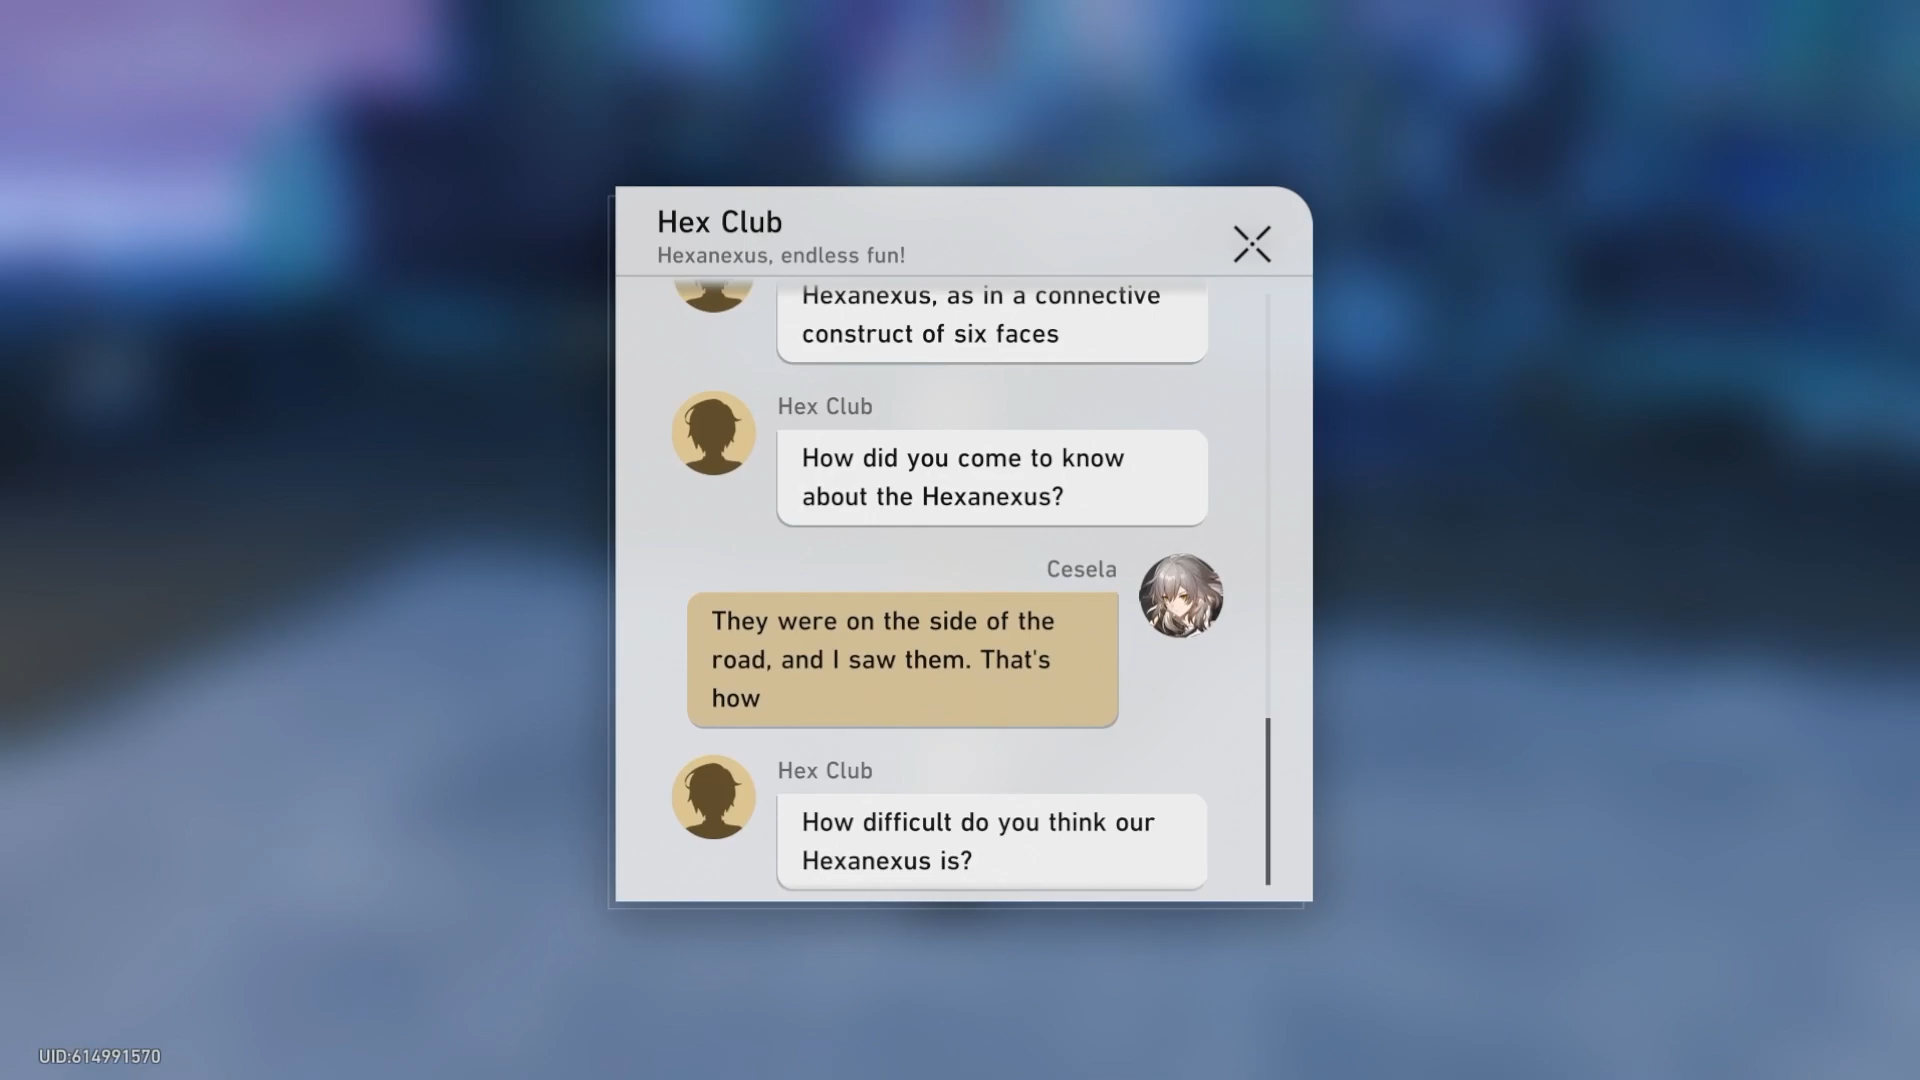 Hex Club
Hexanexus, endless fun!
Hexanexus, as in a connective
construct of six faces
Hex Club
How did you come to know
about the Hexanexus?
Cesela
They were on the side of the
road, and I saw them. That's
how
Hex Club
How difficult do you think our
Hexanexus is?
UID:614991570